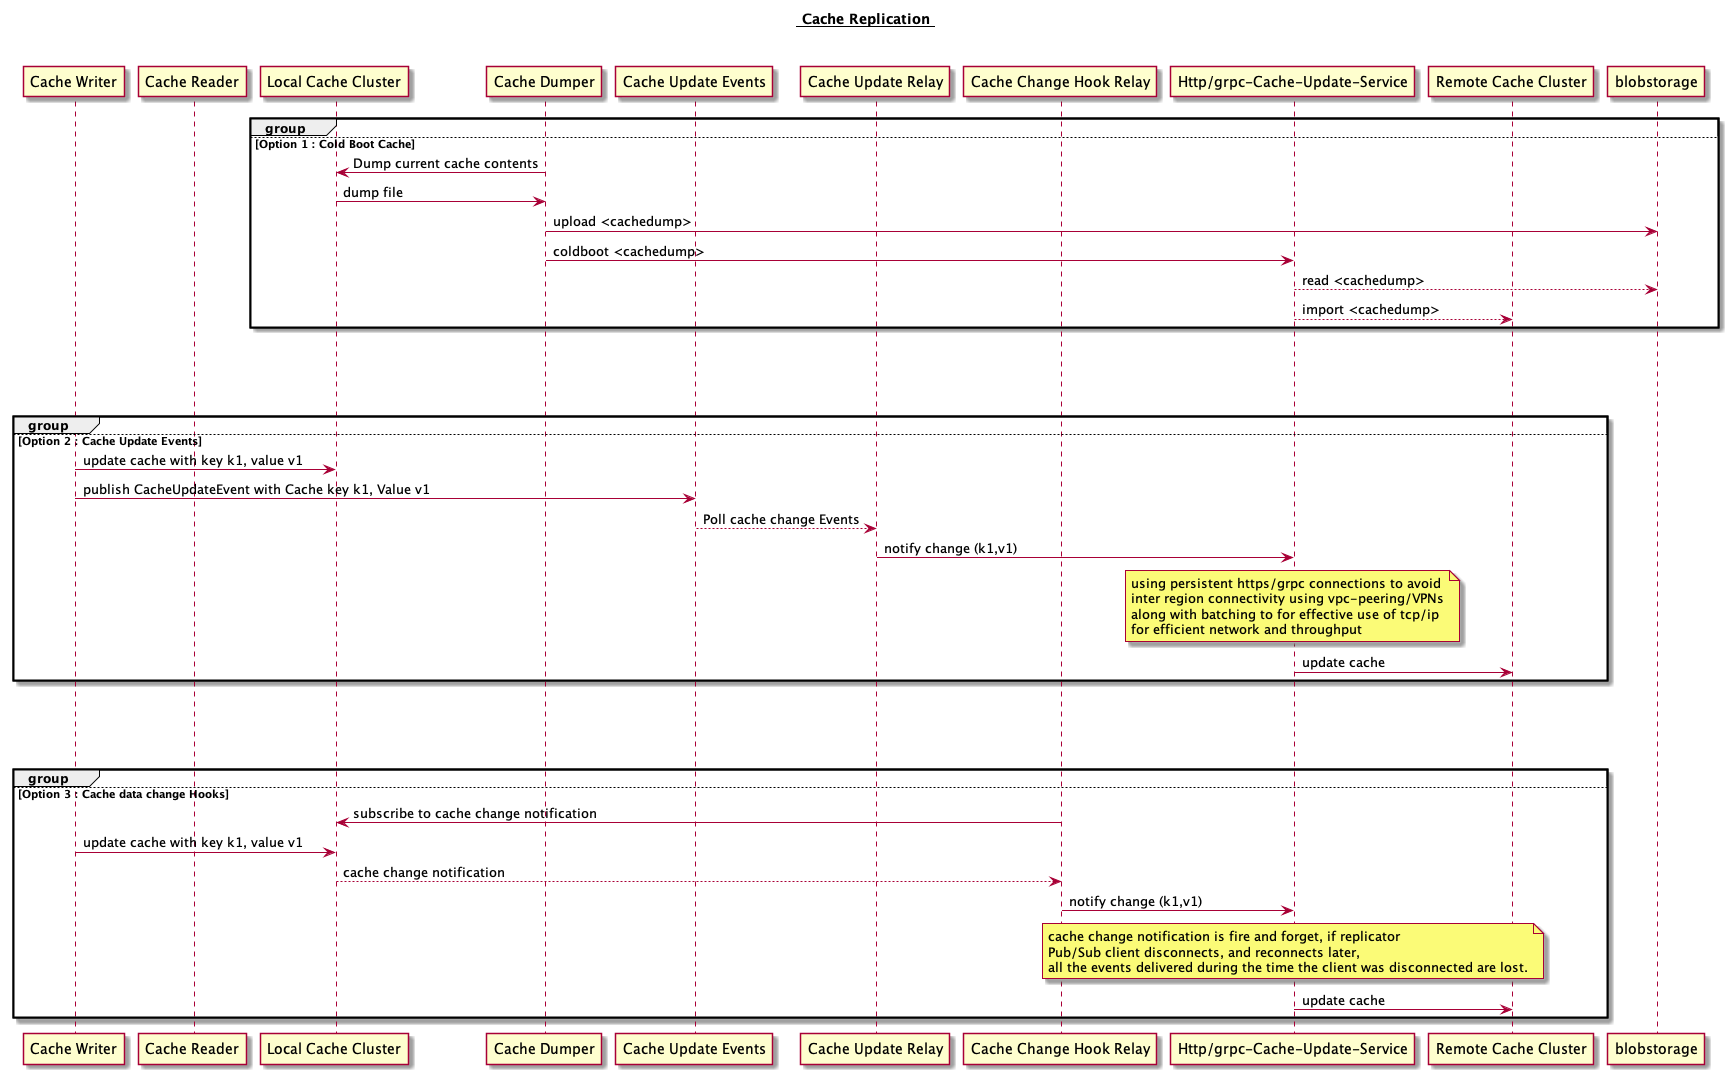 Cache Replication
Cache Writer
Cache Reader
Local Cache Cluster
Cache Dumper
Cache Update Events
Cache Update Relay
Cache Change Hook Relay
Http/grpc-Cache-Update-Service
Remote Cache Cluster
blobstorage
group
[Option 1 : Cold Boot Cache]
Dump current cache contents
dump file
upload <cachedump>
coldboot <cachedump>
read <cachedump>
import <cachedump>
group
[Option 2 : Cache Update Events]
update cache with key k1, value v1
publish CacheUpdateEvent with Cache key k1, Value v1
Poll cache change Events
notify change (k1,v1)
using persistent https/grpc connections to avoid
inter region connectivity using vpc-peering/VPNs
along with batching to for effective use of tcp/ip
for efficient network and throughput
update cache
group
[Option 3 : Cache data change Hooks]
subscribe to cache change notification
update cache with key k1, value v1
cache change notification
notify change (k1,v1)
cache change notification is fire and forget, if replicator
Pub/Sub client disconnects, and reconnects later,
all the events delivered during the time the client was disconnected are lost.
update cache
Cache Writer
Cache Reader
Local Cache Cluster
Cache Dumper
Cache Update Events
Cache Update Relay
Cache Change Hook Relay
Http/grpc-Cache-Update-Service
Remote Cache Cluster
blobstorage